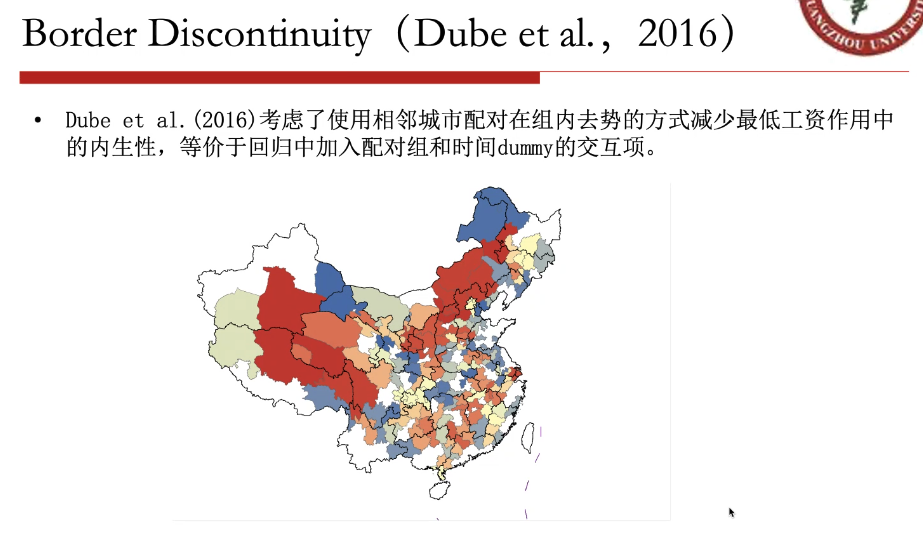 Border Discontinuity（Dube et al.，2016）
UANGZHOU UNIVERS
• Dube et al.(2016)考虑了使用相邻城市配对在组内去势的方式减少最低工资作用中
的内生性，等价于回归中加入配对组和时间dummy的交互项。